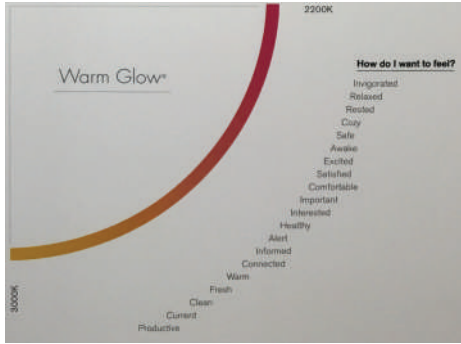 2200K
How do I want to feel?
Warm Glow®
Invigorated
Relaxed
Rested
Cozy
Safe
Awake
Excited
Satisfied
Comfortable
Important
Interested
Healthy
Alert
Informed
Connected
Warm
Fresh
Clean
Current
Productive
3000K